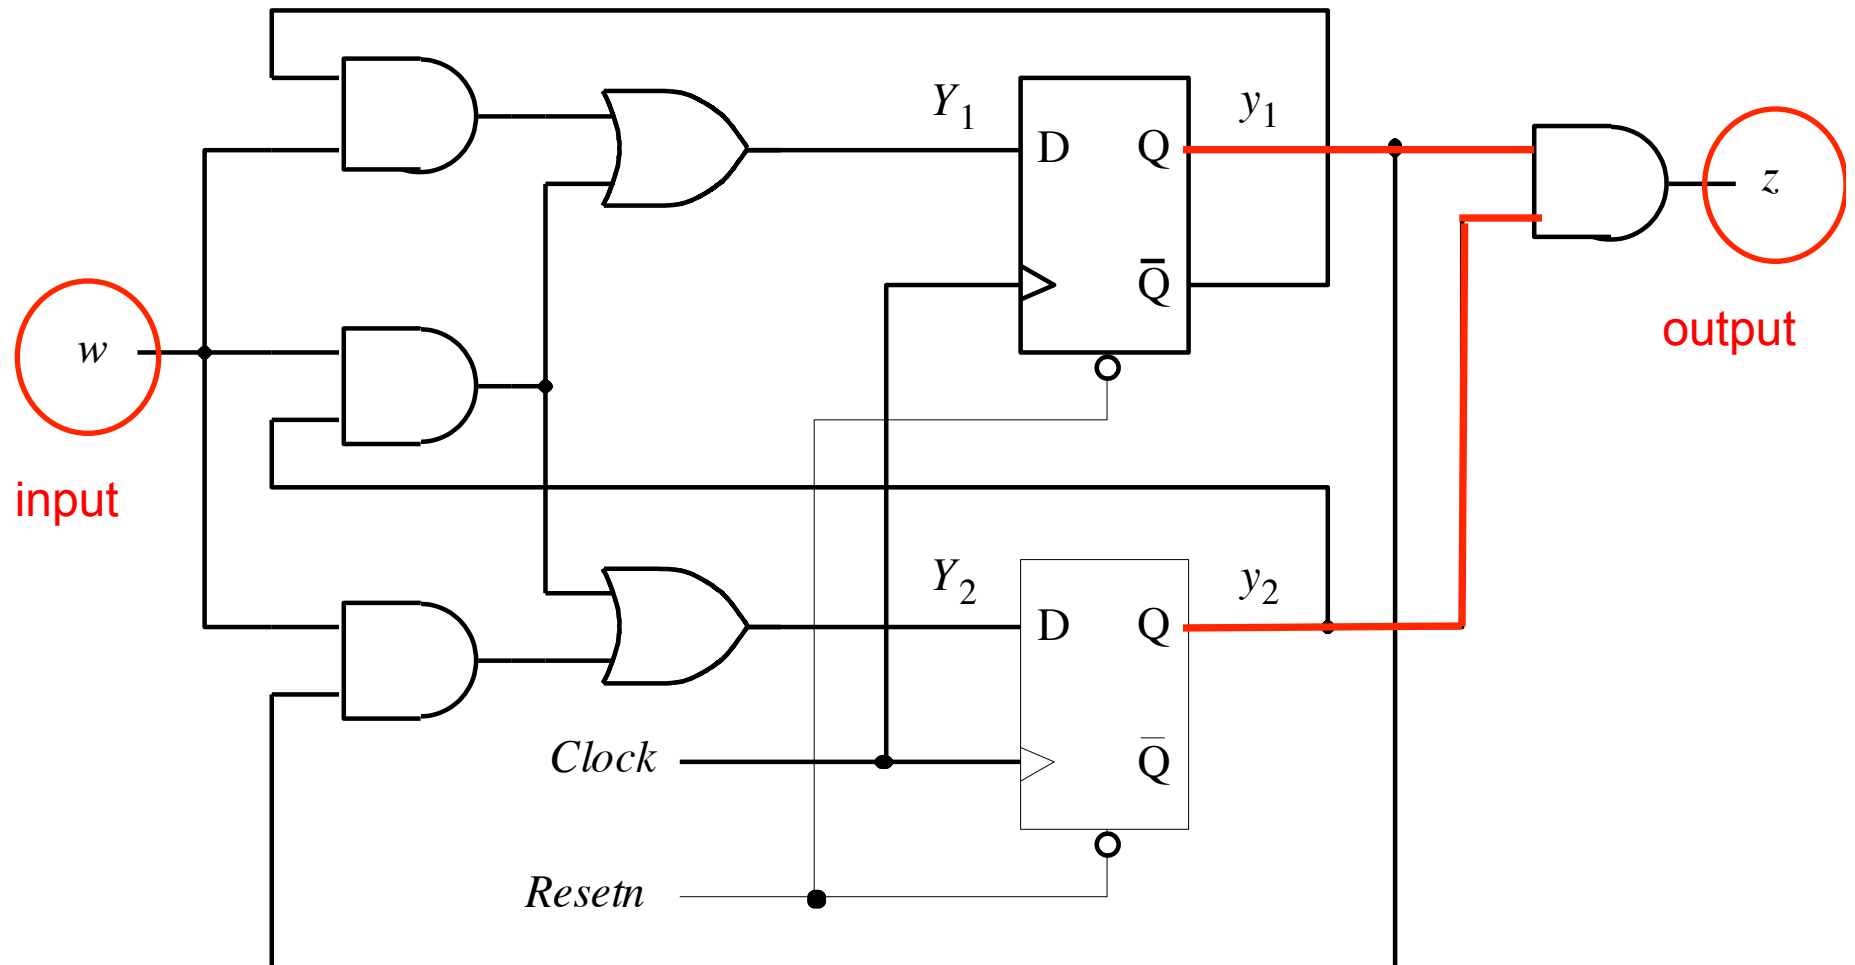 Y1
y1
D
Q
z
Q̅
w
output
input
Y2
y2
D
Q
Clock
Q̅
Resetn